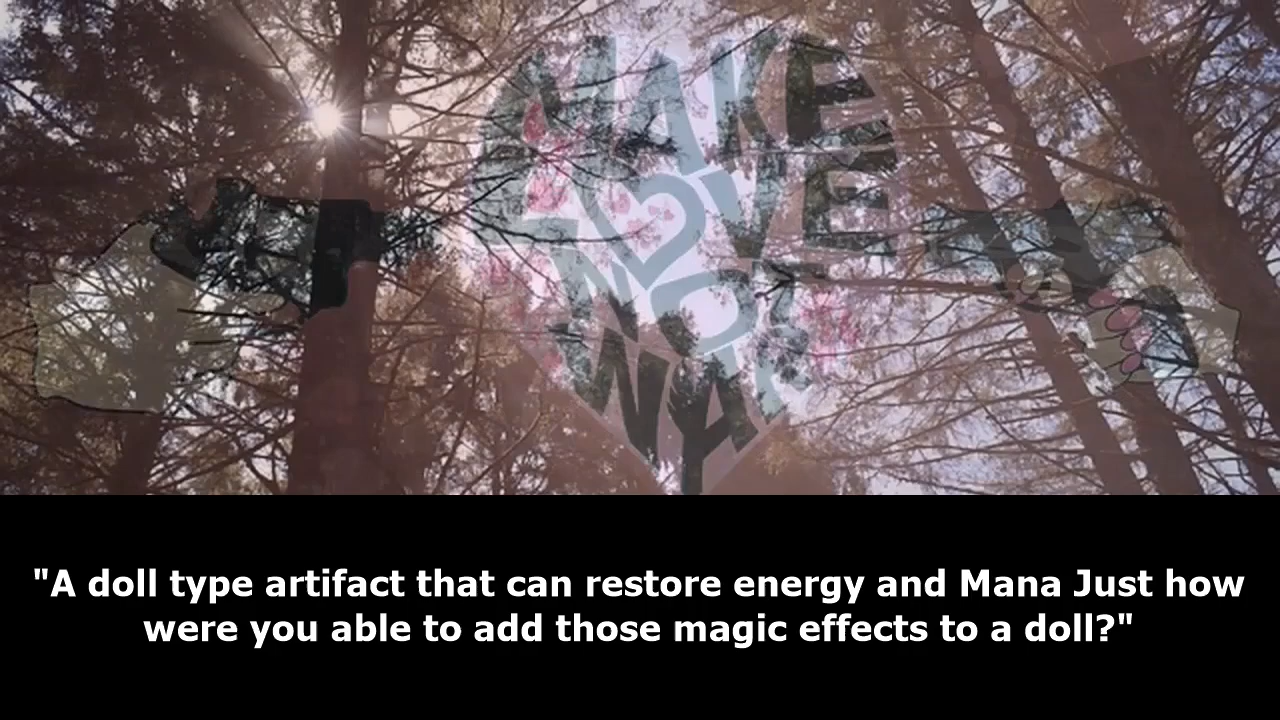 MAKE
LOVE
NOT
WAR
"A doll type artifact that can restore energy and Mana Just how
were you able to add those magic effects to a doll?"